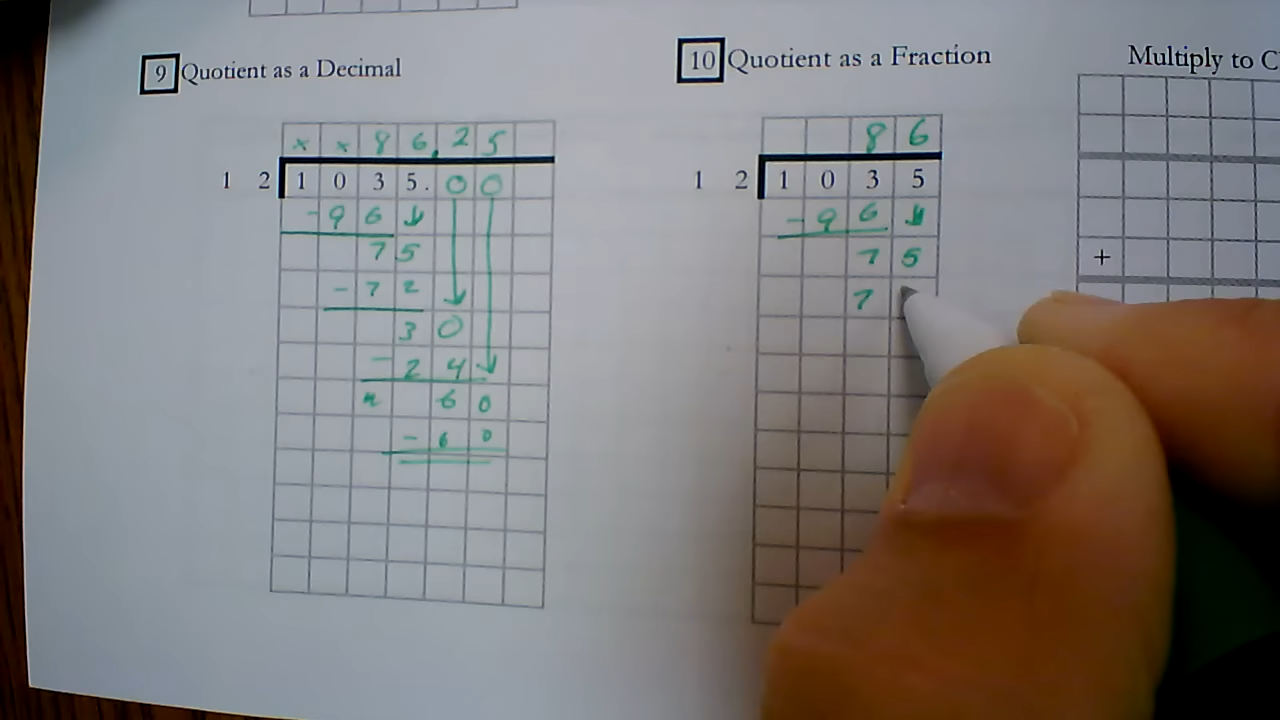 9 Quotient as a Decimal
x x 8 6 . 2 5
1 2 1 0 3 5 . 0 0
- 9 6
7 5
- 7 2
3 0
- 2 4
6 0
- 6 0
10 Quotient as a Fraction
8 6
1 2 1 0 3 5
- 9 6
7 5
7
Multiply to C
+